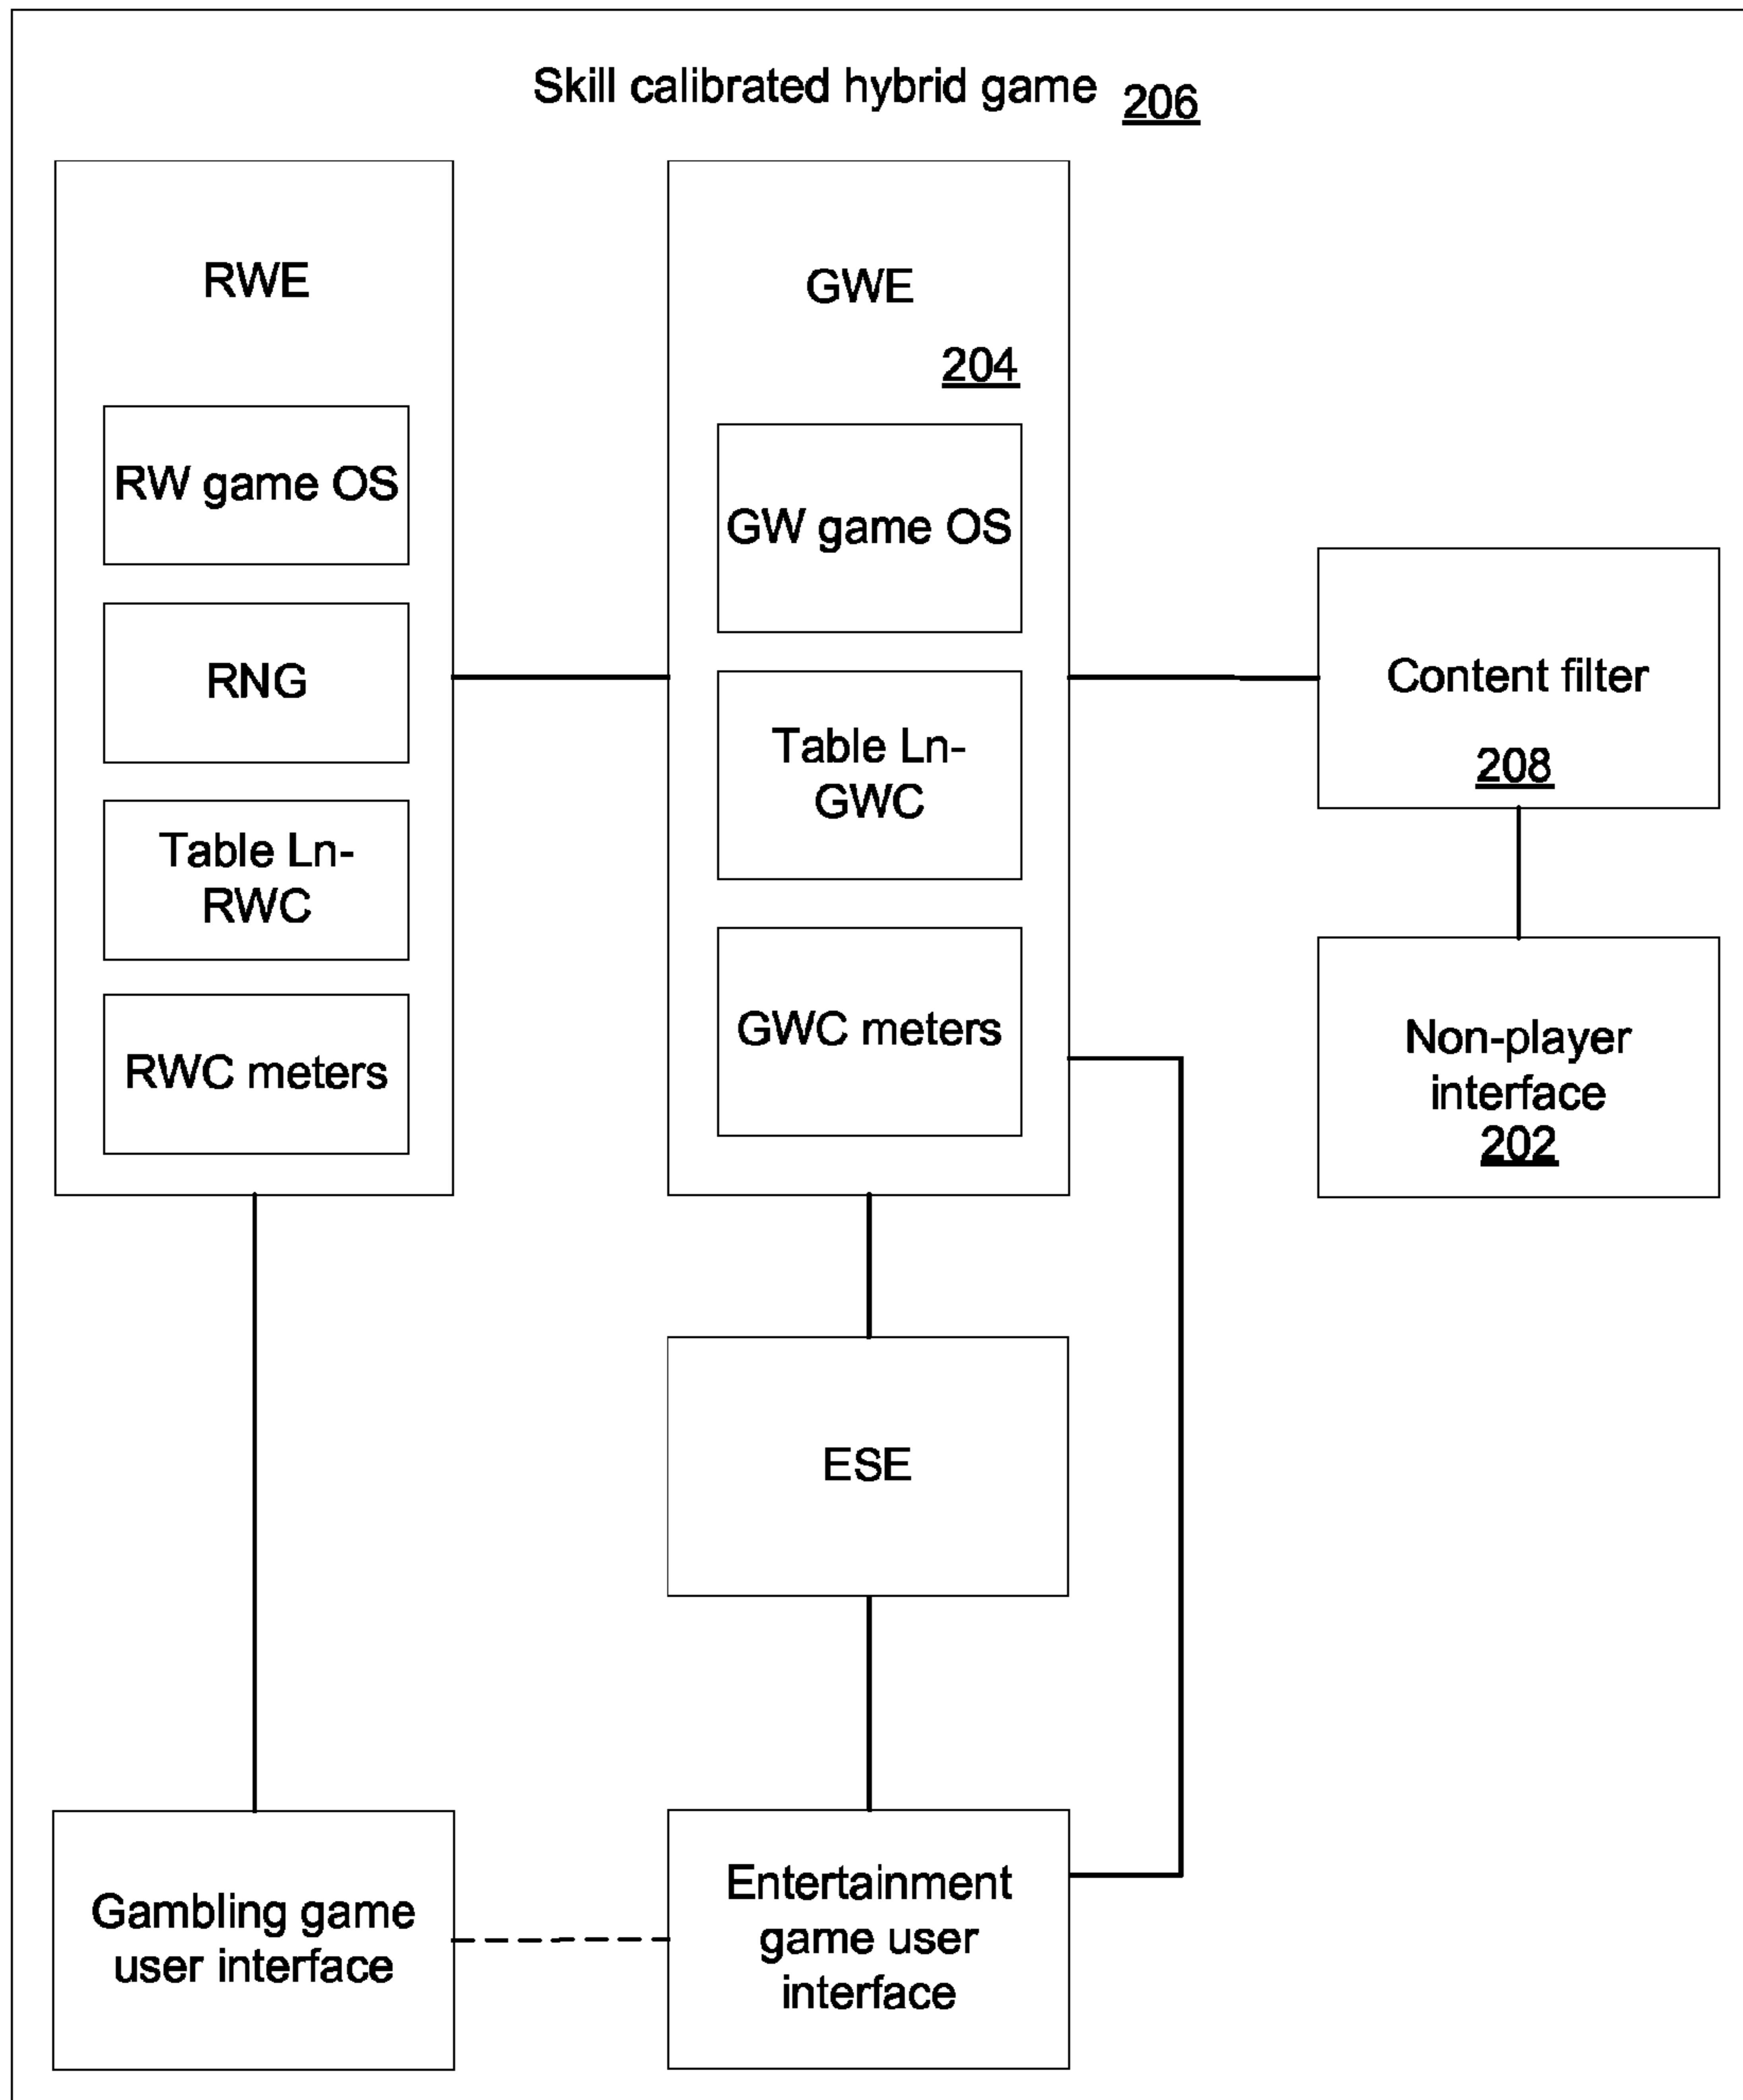 Skill calibrated hybrid game 206
RWE
RW game OS
RNG
Table Ln-
RWC
RWC meters
GWE
204
GW game OS
Table Ln-
GWC
GWC meters
Content filter
208
Non-player
interface
202
ESE
Gambling game
user interface
Entertainment
game user
interface